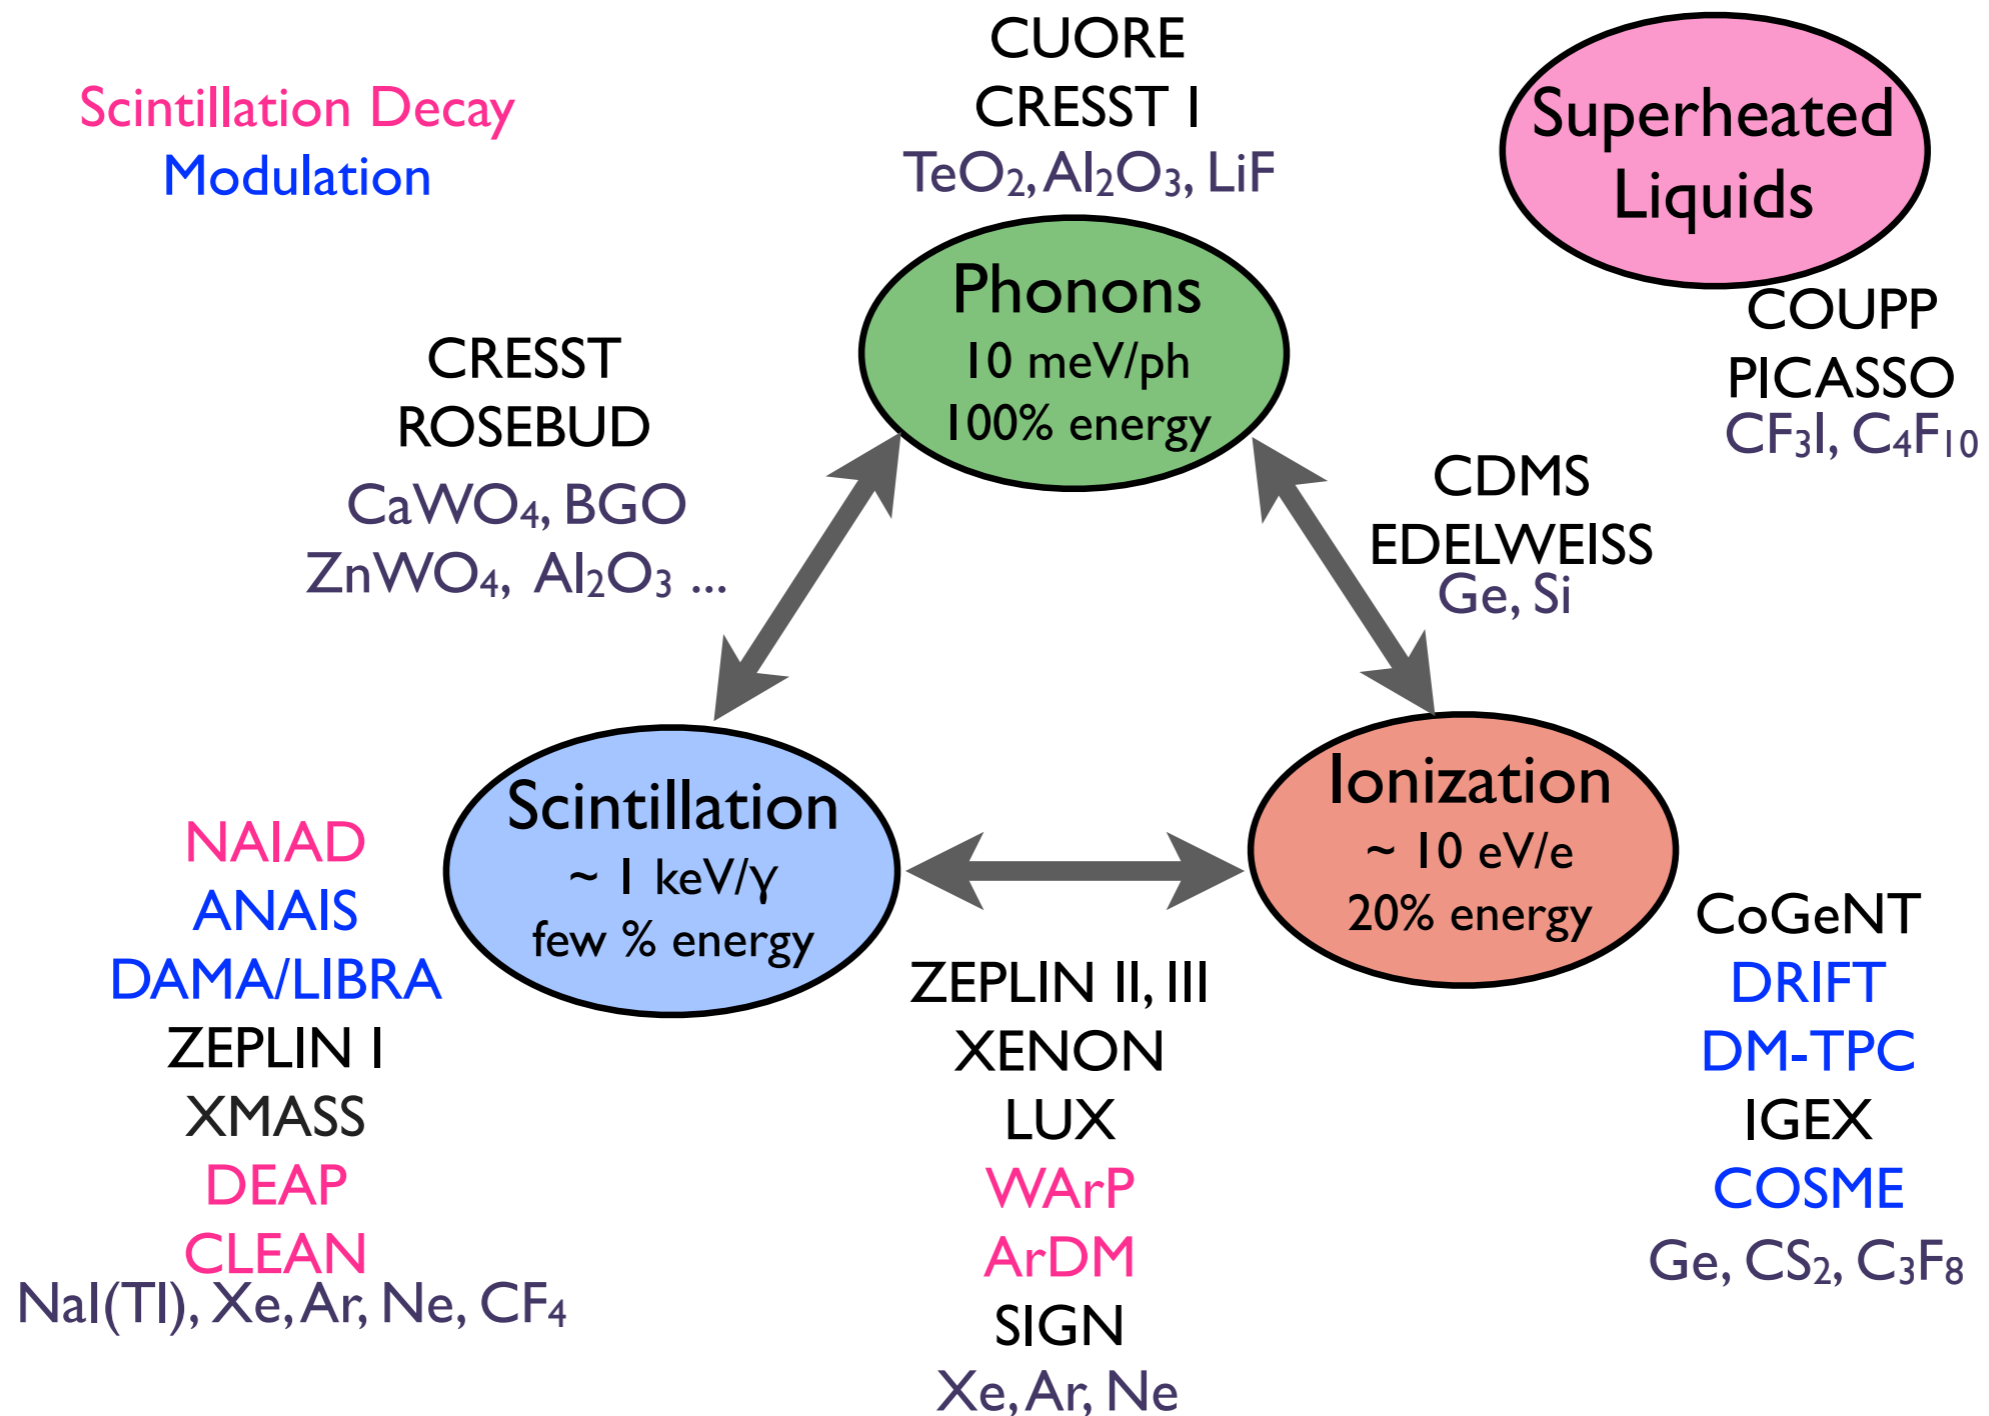 Scintillation Decay
Modulation
CUORE
CRESST I
TeO₂, Al₂O₃, LiF
Superheated
Liquids
COUPP
PICASSO
CF₃I, C₄F₁₀
Phonons
10 meV/ph
100% energy
CRESST
ROSEBUD
CaWO₄, BGO
ZnWO₄, Al₂O₃ ...
CDMS
EDELWEISS
Ge, Si
Scintillation
~ 1 keV/γ
few % energy
Ionization
~ 10 eV/e
20% energy
NAIAD
ANAIS
DAMA/LIBRA
ZEPLIN I
XMASS
DEAP
CLEAN
NaI(Tl), Xe, Ar, Ne, CF₄
ZEPLIN II, III
XENON
LUX
WArP
ArDM
SIGN
Xe, Ar, Ne
CoGeNT
DRIFT
DM-TPC
IGEX
COSME
Ge, CS₂, C₃F₈